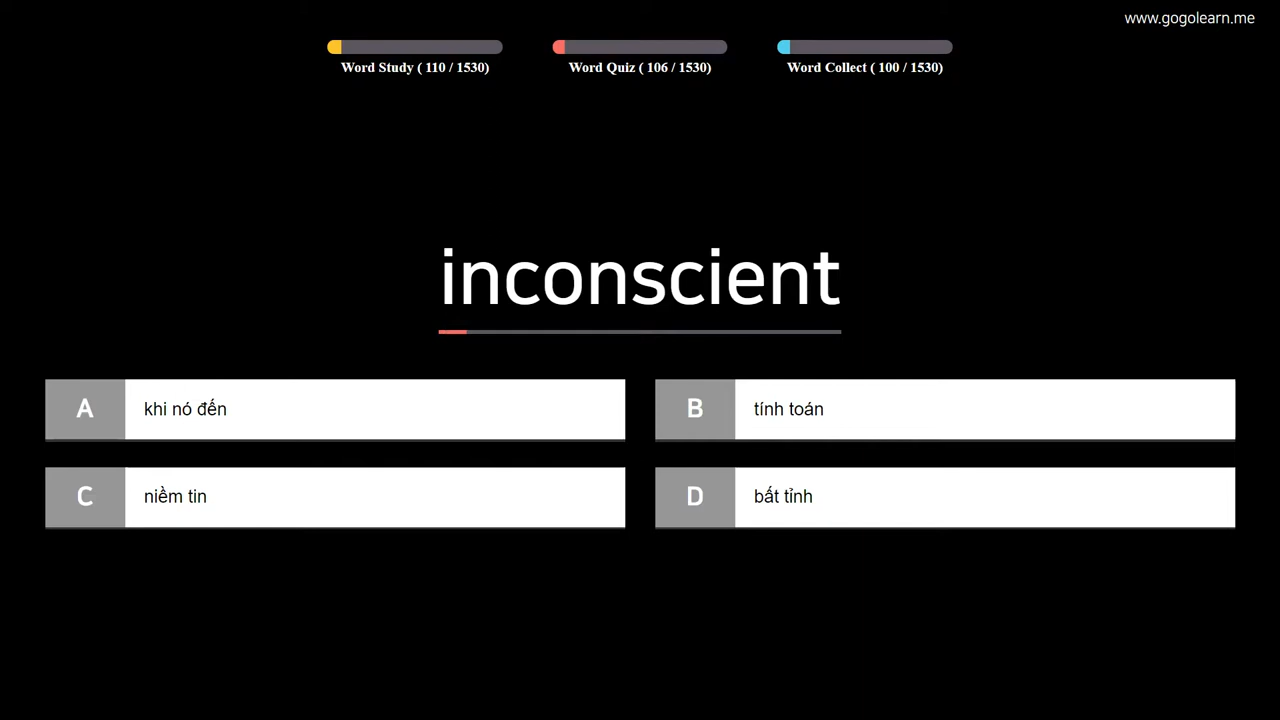 www.gogolearn.me
Word Study ( 110 / 1530) Word Quiz ( 106 / 1530) Word Collect ( 100 / 1530)
inconscient
A khi nó đến
B tính toán
C niềm tin
D bất tỉnh